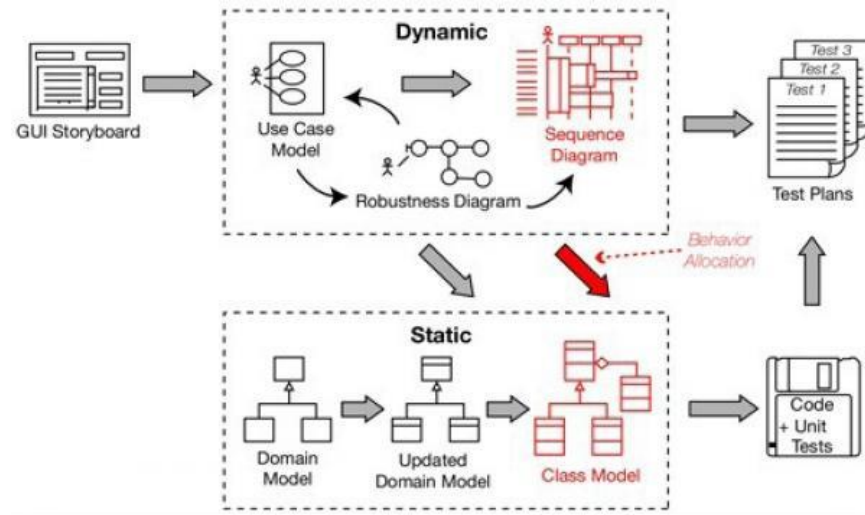 Dynamic
GUI Storyboard
Use Case
Model
Robustness Diagram
Sequence
Diagram
Test 3
Test 2
Test 1
Test Plans
Behavior
Allocation
Static
Domain
Model
Updated
Domain Model
Class Model
Code
+ Unit
Tests